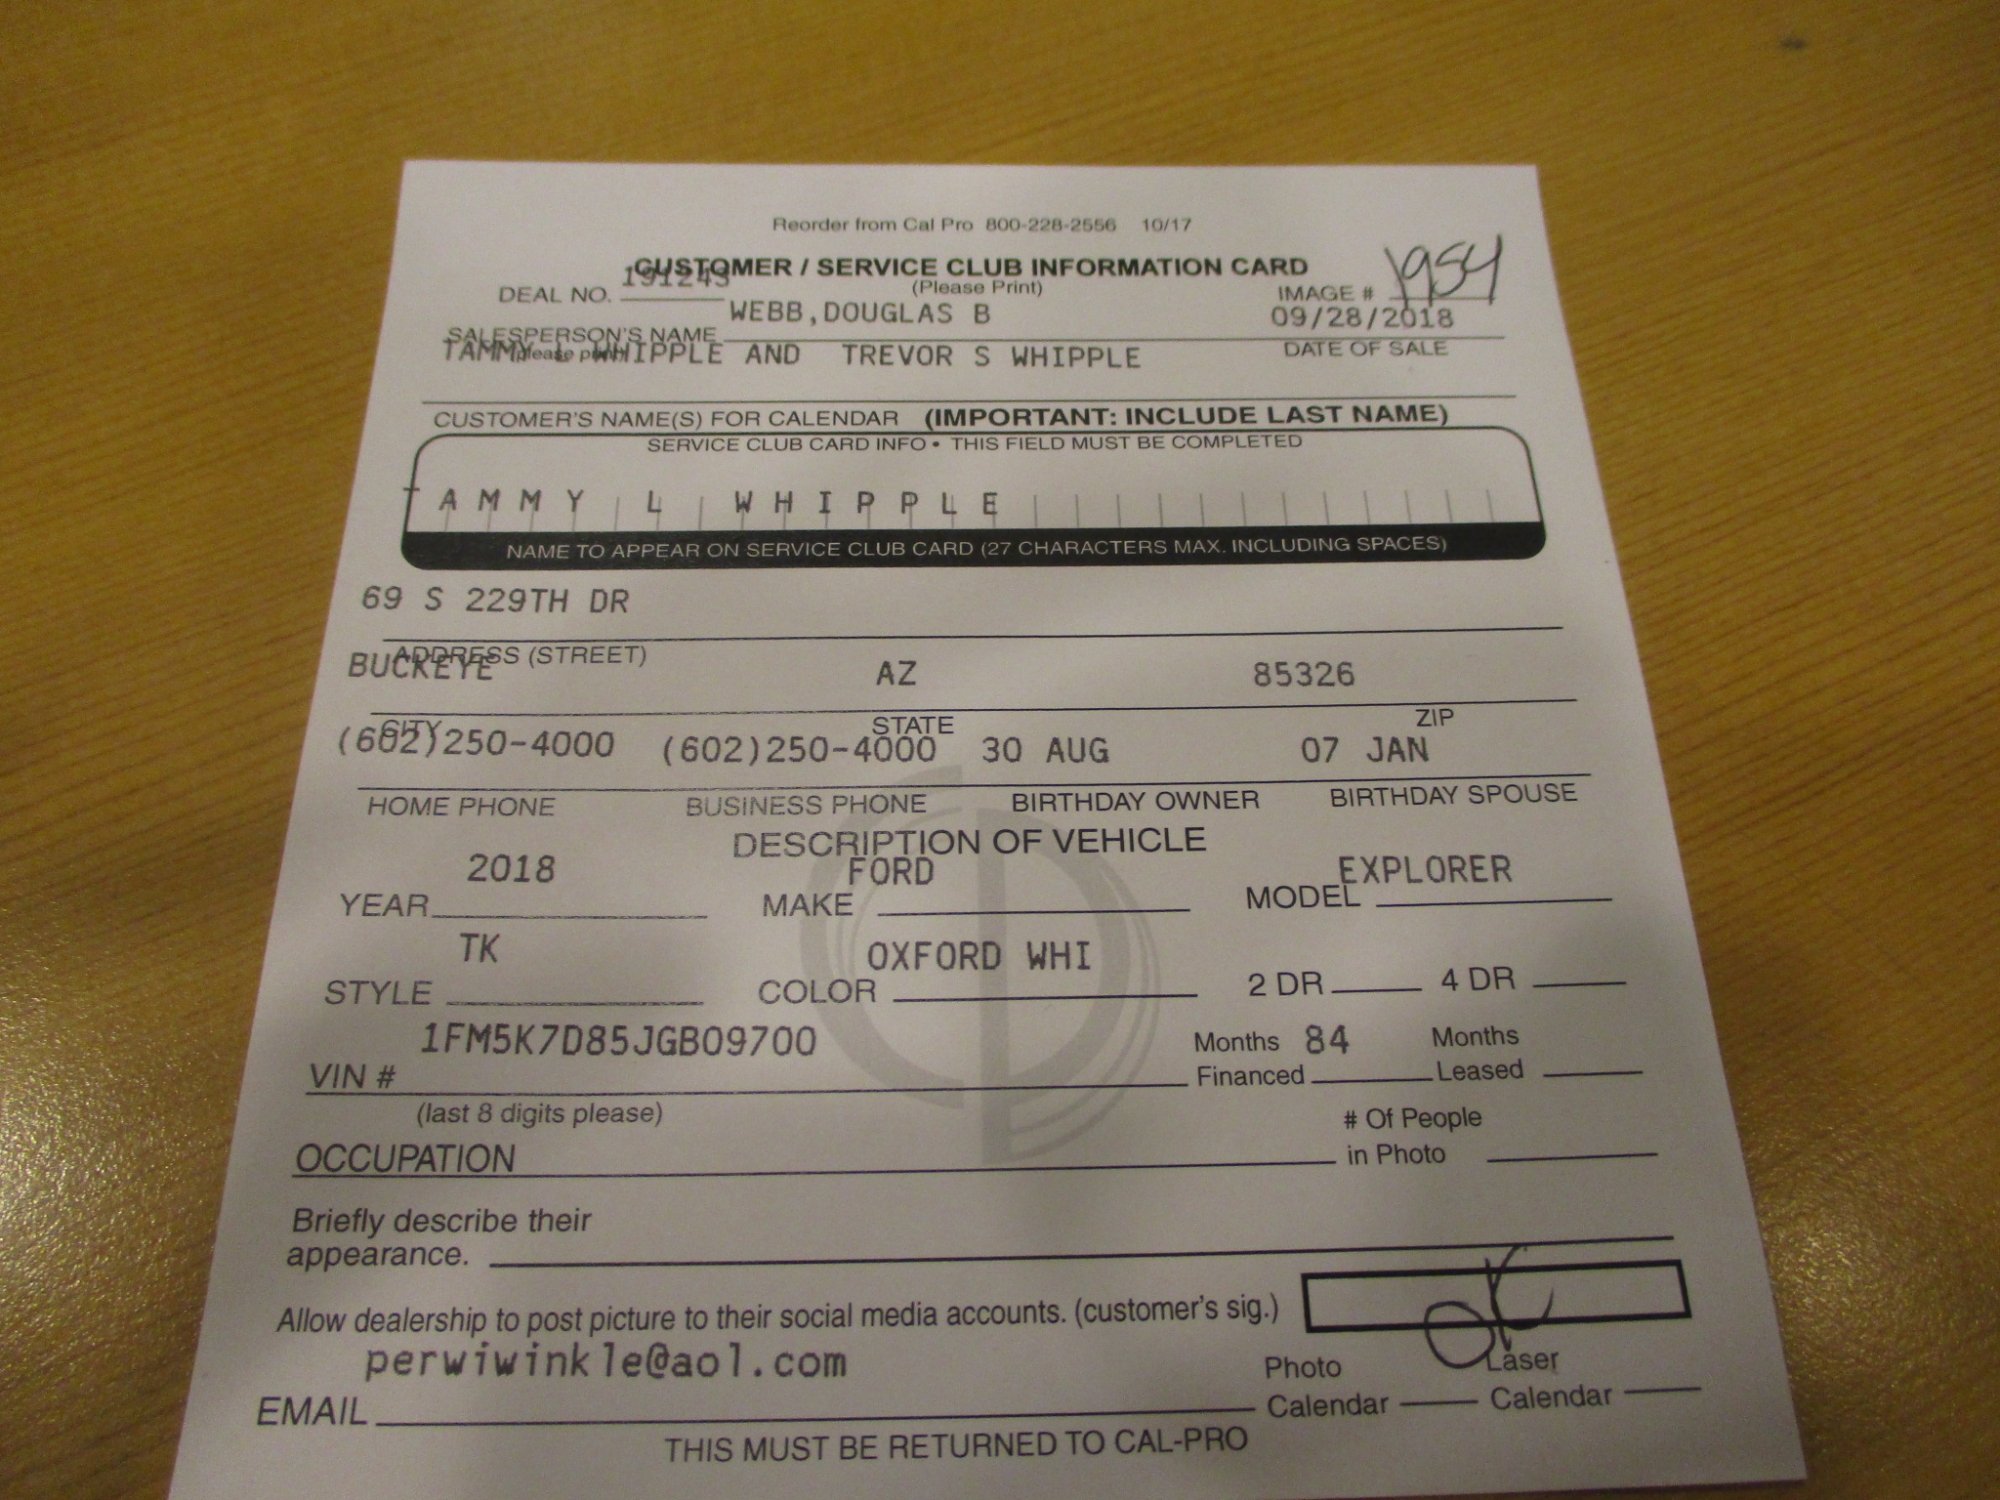 Reorder from Cal Pro 800-228-2556 10/17
CUSTOMER / SERVICE CLUB INFORMATION CARD
(Please Print)
DEAL NO. 191243
IMAGE # 1954
WEBB,DOUGLAS B 09/28/2018
SALESPERSON'S NAME (please print) DATE OF SALE
TAMMY L WHIPPLE AND TREVOR S WHIPPLE
CUSTOMER'S NAME(S) FOR CALENDAR (IMPORTANT: INCLUDE LAST NAME)
SERVICE CLUB CARD INFO • THIS FIELD MUST BE COMPLETED
TAMMY L WHIPPLE
NAME TO APPEAR ON SERVICE CLUB CARD (27 CHARACTERS MAX. INCLUDING SPACES)
69 S 229TH DR
ADDRESS (STREET)
BUCKEYE AZ 85326
CITY STATE ZIP
(602)250-4000 (602)250-4000 30 AUG 07 JAN
HOME PHONE BUSINESS PHONE BIRTHDAY OWNER BIRTHDAY SPOUSE
DESCRIPTION OF VEHICLE
2018 FORD EXPLORER
YEAR MAKE MODEL
TK OXFORD WHI
STYLE COLOR 2 DR 4 DR
1FM5K7D85JGB09700 Months 84 Months
VIN # Financed Leased
(last 8 digits please) # Of People
OCCUPATION in Photo
Briefly describe their
appearance.
Allow dealership to post picture to their social media accounts. (customer's sig.)
perwiwinkle@aol.com Photo Laser
EMAIL Calendar Calendar
THIS MUST BE RETURNED TO CAL-PRO